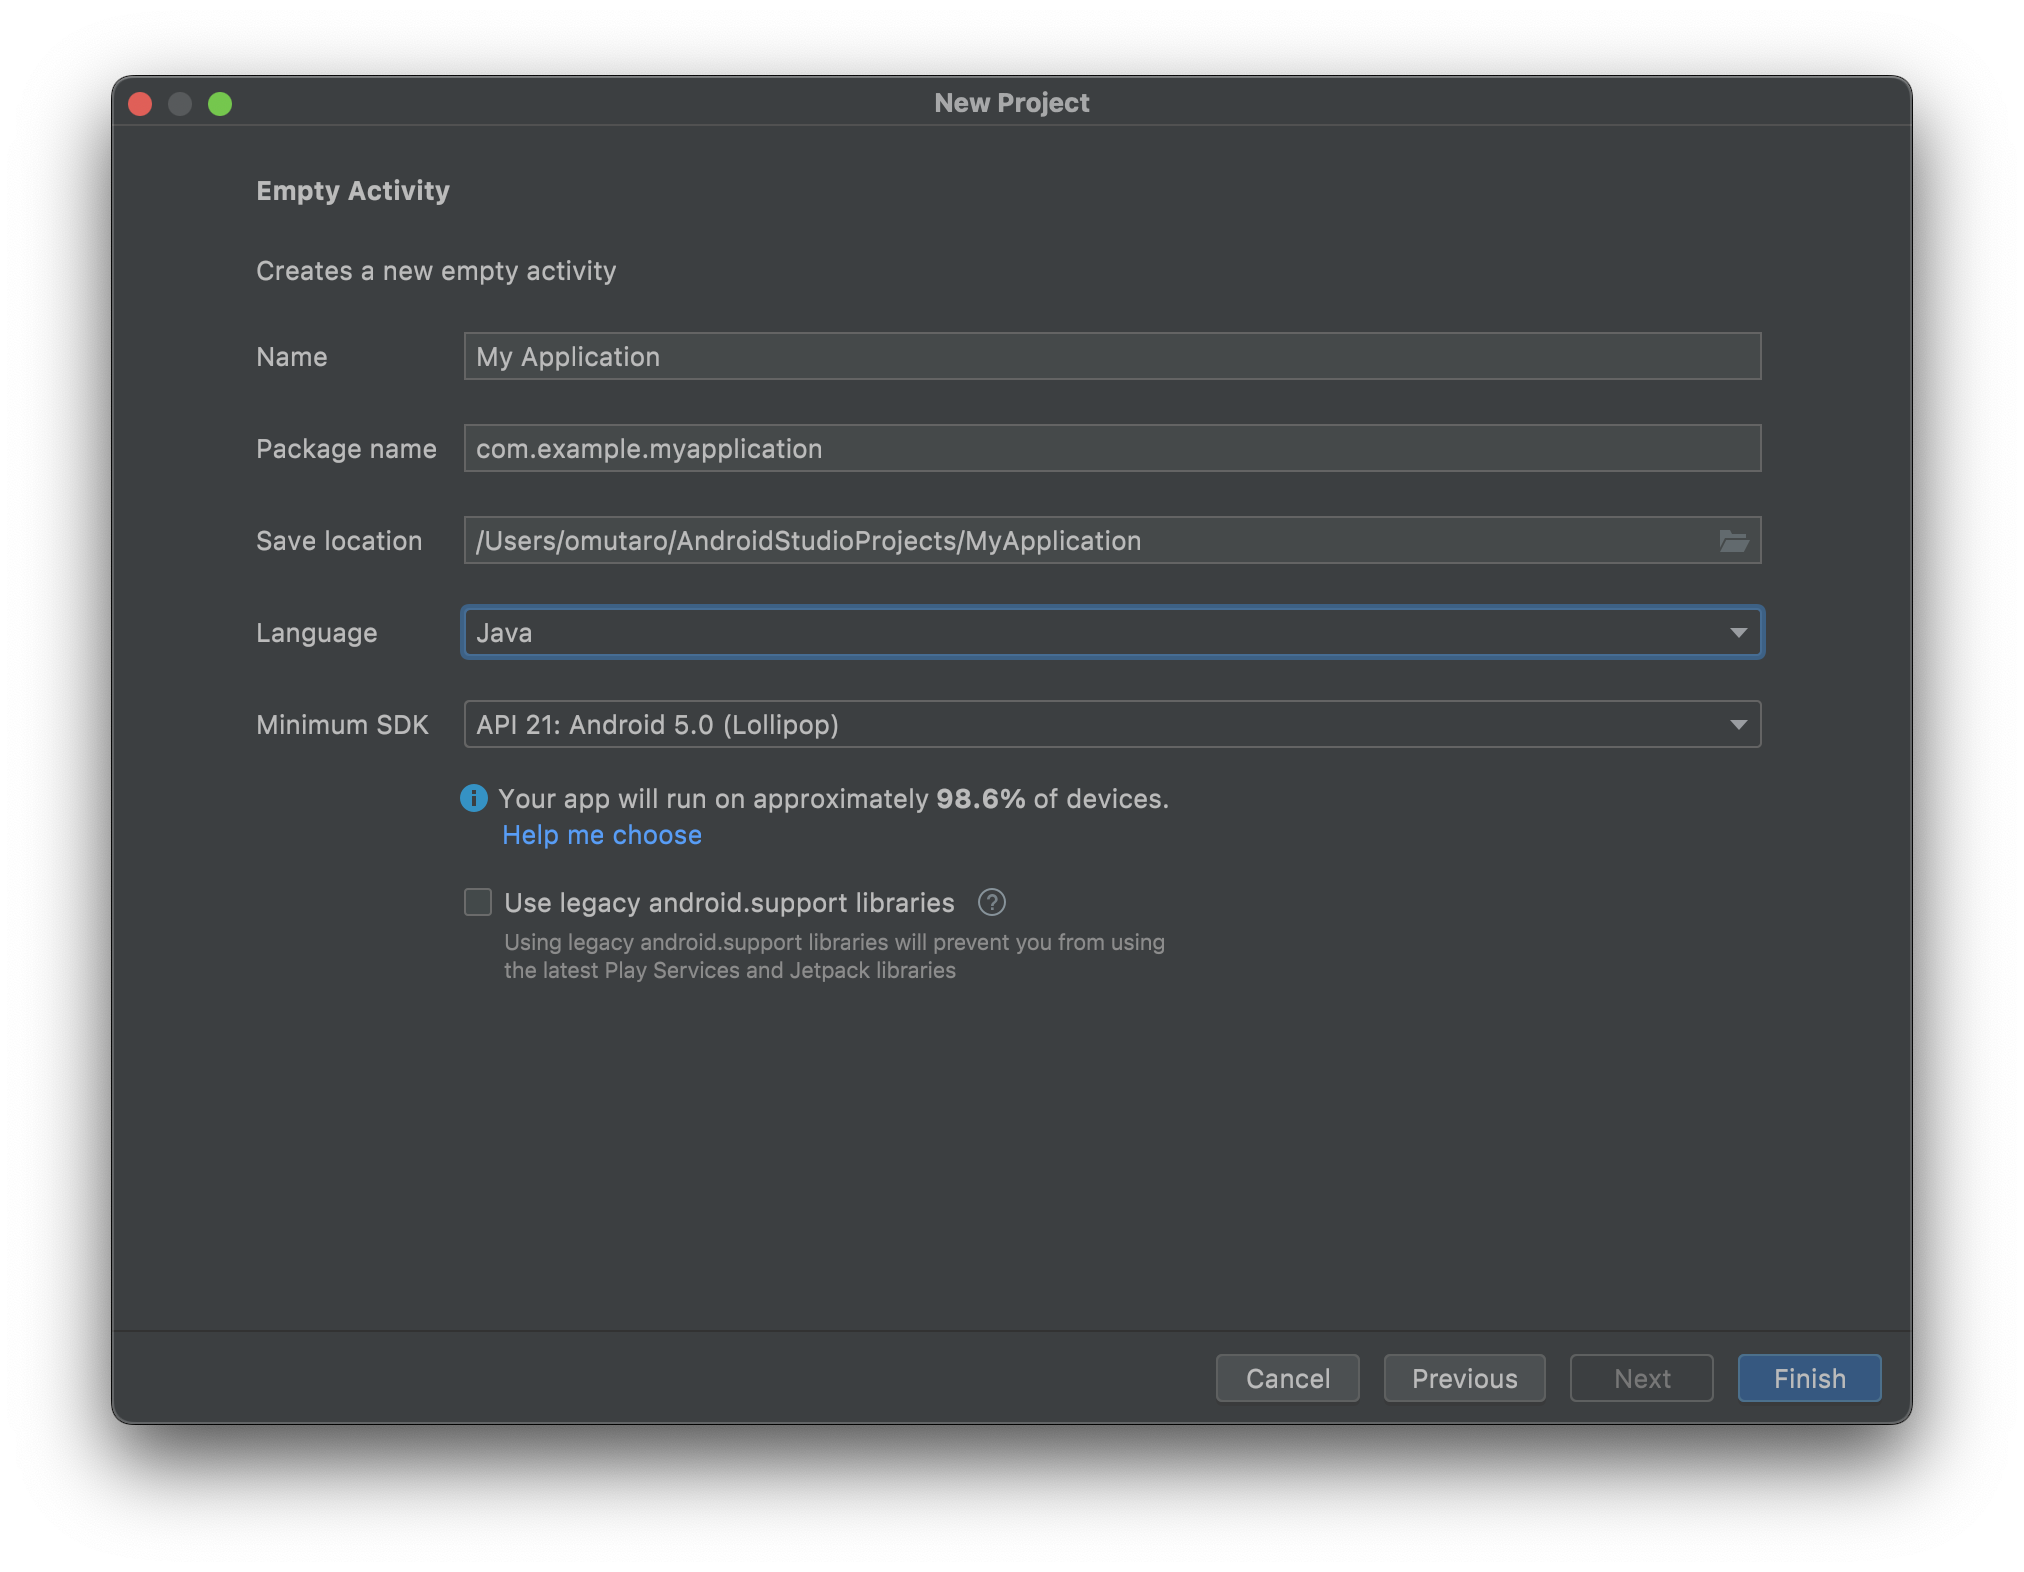 New Project
Empty Activity
Creates a new empty activity
Name
My Application
Package name
com.example.myapplication
Save location
/Users/omutaro/AndroidStudioProjects/MyApplication
Language
Java
Minimum SDK
API 21: Android 5.0 (Lollipop)
Your app will run on approximately 98.6% of devices.
Help me choose
Use legacy android.support libraries
Using legacy android.support libraries will prevent you from using
the latest Play Services and Jetpack libraries
Cancel
Previous
Next
Finish